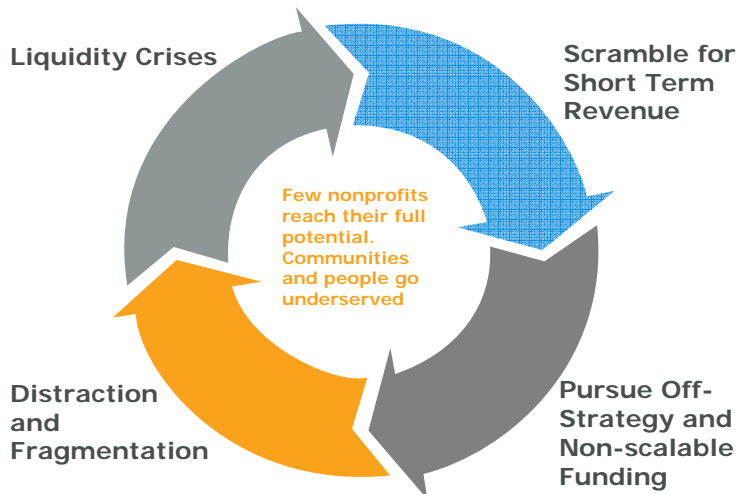 Liquidity Crises
Scramble for
Short Term
Revenue
Few nonprofits
reach their full
potential.
Communities
and people go
underserved
Distraction
and
Fragmentation
Pursue Off-
Strategy and
Non-scalable
Funding